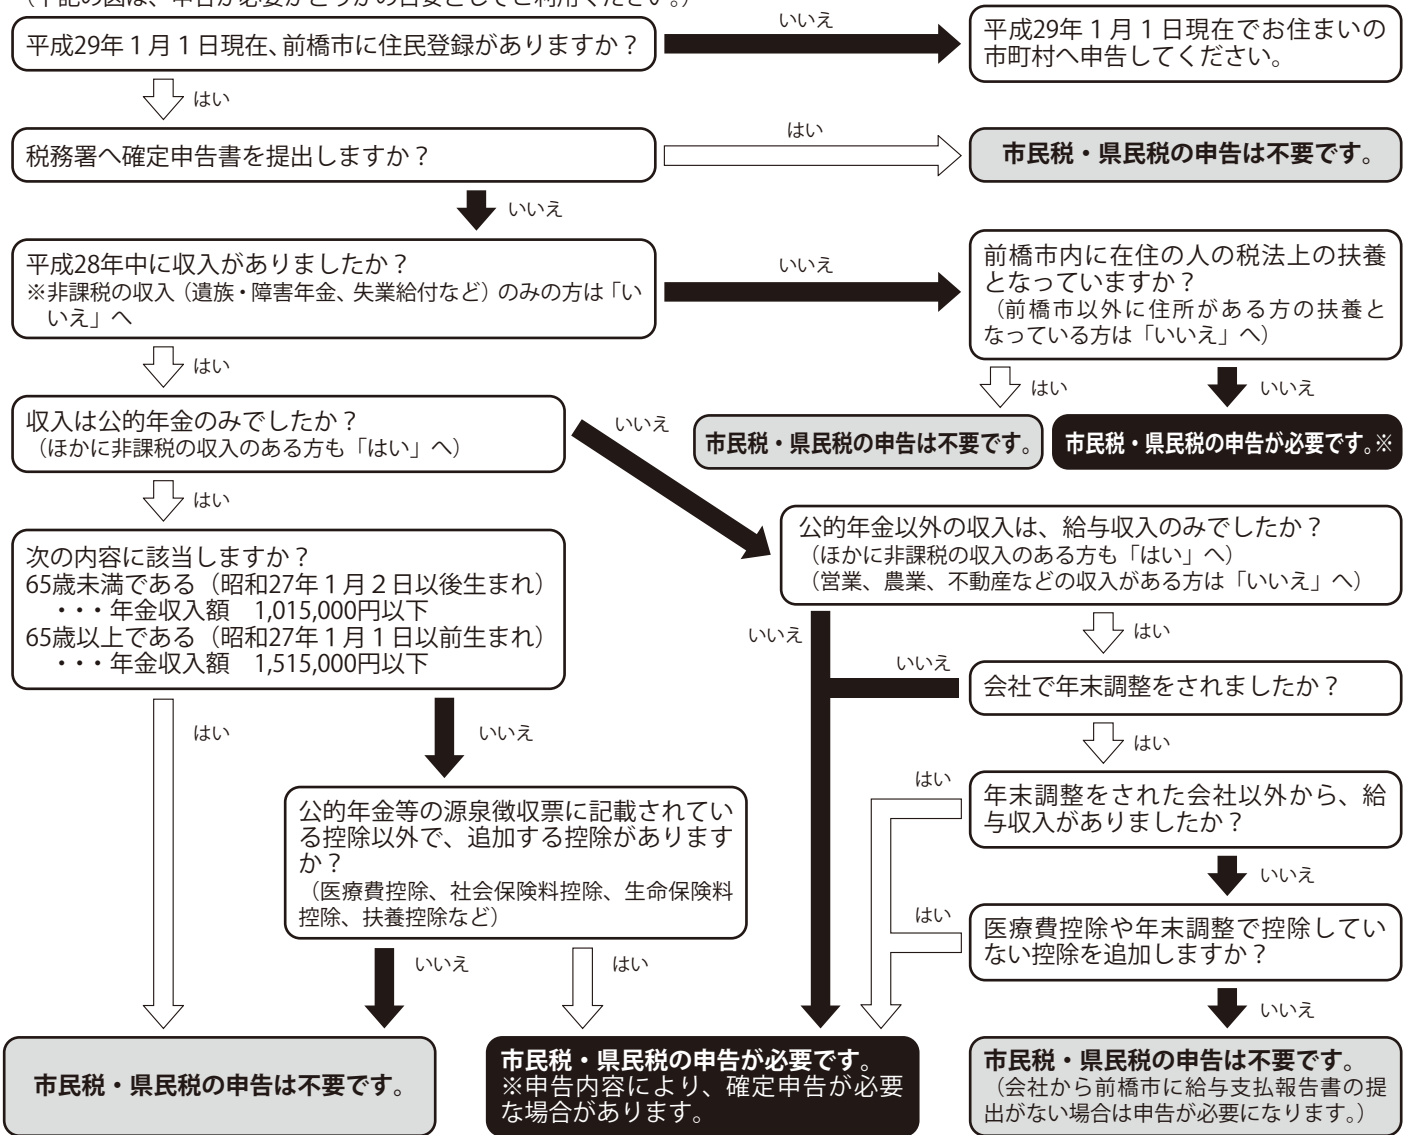 （下記の図は、申告が必要かどうかの目安としてご利用ください。）
平成29年１月１日現在、前橋市に住民登録がありますか？
いいえ
平成29年１月１日現在でお住まいの
市町村へ申告してください。
はい
税務署へ確定申告書を提出しますか？
はい
市民税・県民税の申告は不要です。
いいえ
平成28年中に収入がありましたか？
※非課税の収入（遺族・障害年金、失業給付など）のみの方は「い
いえ」へ
いいえ
前橋市内に在住の人の税法上の扶養
となっていますか？
（前橋市以外に住所がある方の扶養と
なっている方は「いいえ」へ）
はい
はい
いいえ
収入は公的年金のみでしたか？
（ほかに非課税の収入のある方も「はい」へ）
いいえ
市民税・県民税の申告は不要です。
市民税・県民税の申告が必要です。※
はい
公的年金以外の収入は、給与収入のみでしたか？
（ほかに非課税の収入のある方も「はい」へ）
（営業、農業、不動産などの収入がある方は「いいえ」へ）
次の内容に該当しますか？
65歳未満である（昭和27年１月２日以後生まれ）
・・・年金収入額　1,015,000円以下
65歳以上である（昭和27年１月１日以前生まれ）
・・・年金収入額　1,515,000円以下
いいえ
はい
いいえ
会社で年末調整をされましたか？
はい
いいえ
はい
はい
年末調整をされた会社以外から、給
与収入がありましたか？
公的年金等の源泉徴収票に記載されてい
る控除以外で、追加する控除があります
か？
（医療費控除、社会保険料控除、生命保険料
控除、扶養控除など）
いいえ
はい
医療費控除や年末調整で控除してい
ない控除を追加しますか？
いいえ
はい
いいえ
市民税・県民税の申告は不要です。
市民税・県民税の申告が必要です。
※申告内容により、確定申告が必要
な場合があります。
市民税・県民税の申告は不要です。
（会社から前橋市に給与支払報告書の提
出がない場合は申告が必要になります。）